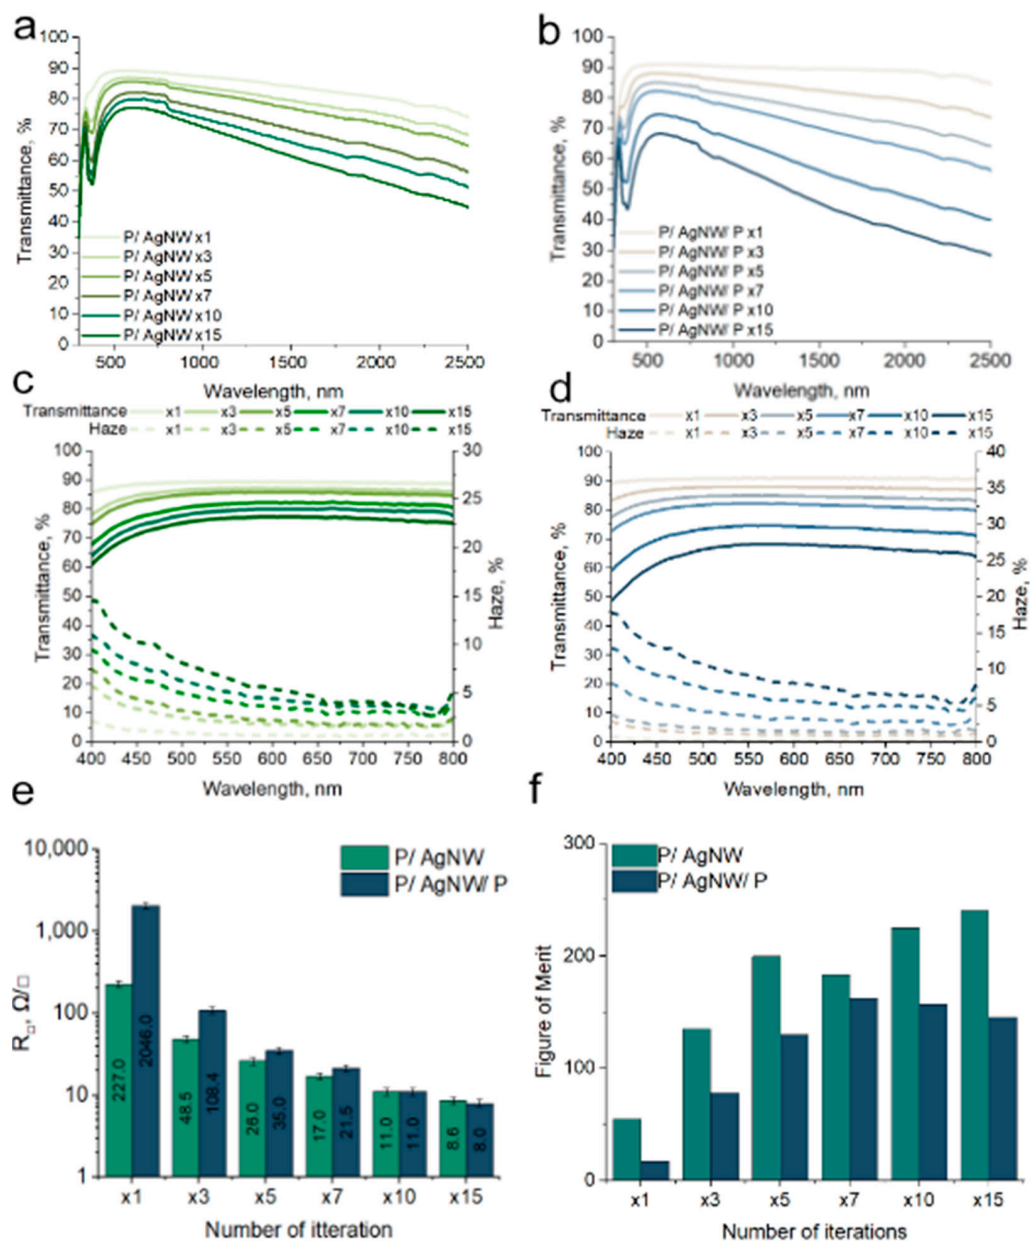 a
100
90
80
70
60
50
40
30
20
10
0
Transmittance, %
P/ AgNW x1
P/ AgNW x3
P/ AgNW x5
P/ AgNW x7
P/ AgNW x10
P/ AgNW x15
500 1000 1500 2000 2500
Wavelength, nm
b
100
90
80
70
60
50
40
30
20
10
0
Transmittance, %
P/ AgNW/ P x1
P/ AgNW/ P x3
P/ AgNW/ P x5
P/ AgNW/ P x7
P/ AgNW/ P x10
P/ AgNW/ P x15
500 1000 1500 2000 2500
Wavelength, nm
c
Transmittance x1 x3 x5 x7 x10 x15
Haze x1 x3 x5 x7 x10 x15
100
90
80
70
60
50
40
30
20
10
0
Transmittance, %
30
25
20
15
10
5
0
Haze, %
400 450 500 550 600 650 700 750 800
Wavelength, nm
d
Transmittance x1 x3 x5 x7 x10 x15
Haze x1 x3 x5 x7 x10 x15
100
90
80
70
60
50
40
30
20
10
0
Transmittance, %
40
35
30
25
20
15
10
5
0
Haze, %
400 450 500 550 600 650 700 750 800
Wavelength, nm
e
10,000
1,000
100
10
1
R□, Ω/□
P/ AgNW
P/ AgNW/ P
227.0
2046.0
48.5
108.4
26.0
35.0
17.0
21.5
11.0
11.0
8.6
8.0
x1 x3 x5 x7 x10 x15
Number of itteration
f
300
200
100
0
Figure of Merit
P/ AgNW
P/ AgNW/ P
x1 x3 x5 x7 x10 x15
Number of iterations